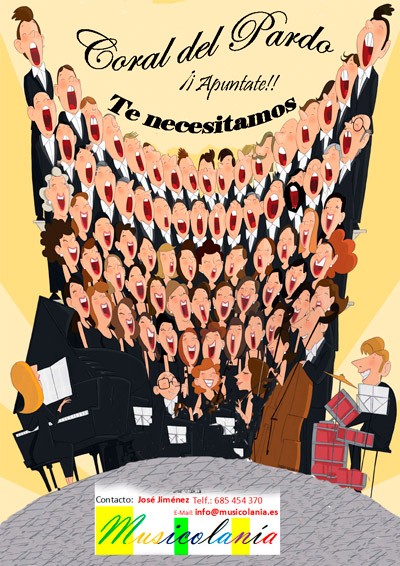 Coral del Pardo
¡¡ Apuntate!!
Te necesitamos
Contacto: José Jiménez Telf.: 685 454 370
E-Mail: info@musicolania.es
Musicolanía